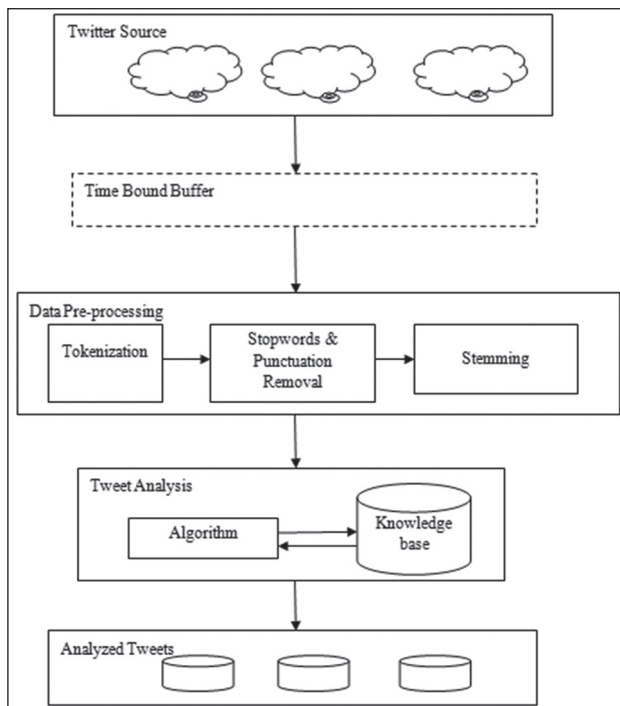 Twitter Source
Time Bound Buffer
Data Pre-processing
Tokenization
Stopwords &
Punctuation
Removal
Stemming
Tweet Analysis
Algorithm
Knowledge
base
Analyzed Tweets